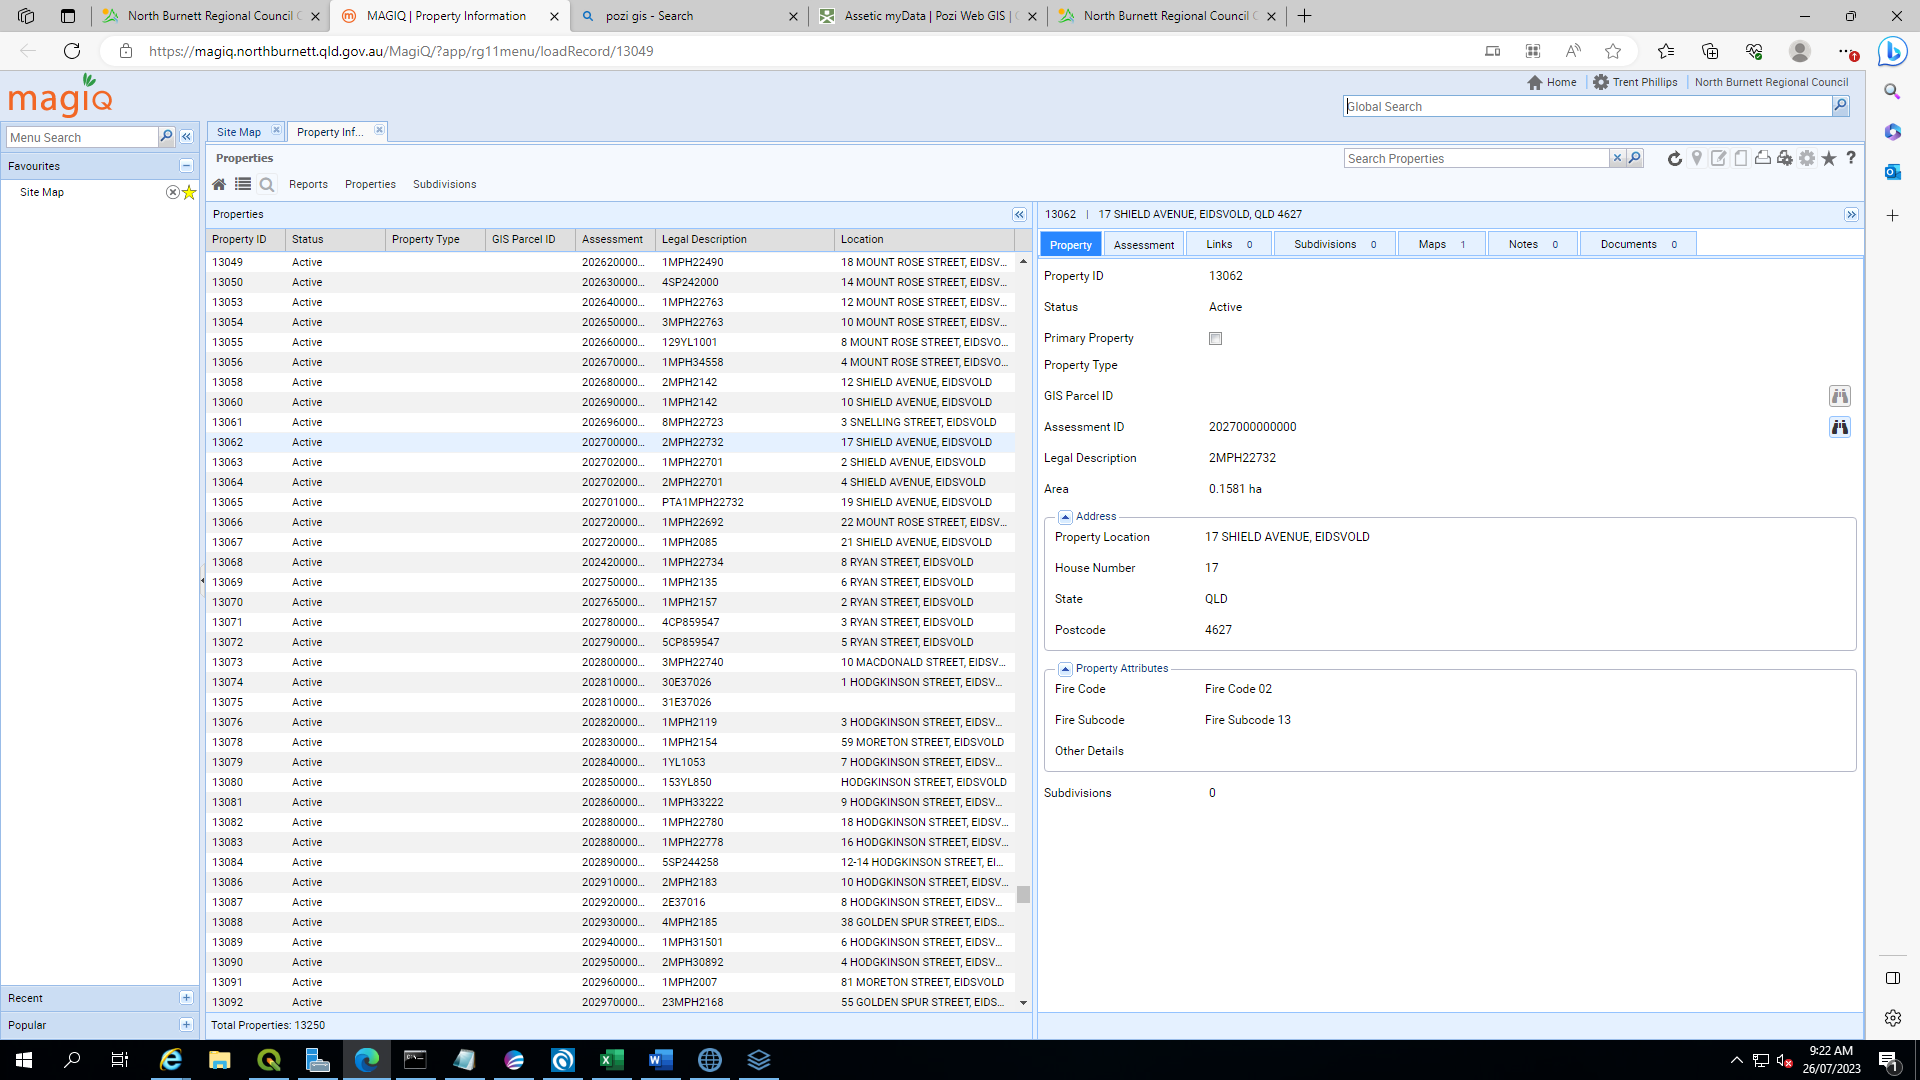 North Burnett Regional Council C
MAGIQ | Property Information
pozi gis - Search
Assetic myData | Pozi Web GIS |
North Burnett Regional Council C
https://magiq.northburnett.qld.gov.au/MagiQ/?app/rg11menu/loadRecord/13049
magiQ
Home
Trent Phillips
North Burnett Regional Council
Global Search
Menu Search
Favourites
Site Map
Recent
Popular
Site Map
Property Inf...
Properties
Search Properties
Reports Properties Subdivisions
Properties
Property ID Status Property Type GIS Parcel ID Assessment Legal Description Location
13049 Active 202620000... 1MPH22490 18 MOUNT ROSE STREET, EIDSV...
13050 Active 202630000... 4SP242000 14 MOUNT ROSE STREET, EIDSV...
13053 Active 202640000... 1MPH22763 12 MOUNT ROSE STREET, EIDSV...
13054 Active 202650000... 3MPH22763 10 MOUNT ROSE STREET, EIDSV...
13055 Active 202660000... 129YL1001 8 MOUNT ROSE STREET, EIDSVO...
13056 Active 202670000... 1MPH34558 4 MOUNT ROSE STREET, EIDSVO...
13058 Active 202680000... 2MPH2142 12 SHIELD AVENUE, EIDSVOLD
13060 Active 202690000... 1MPH2142 10 SHIELD AVENUE, EIDSVOLD
13061 Active 202696000... 8MPH22723 3 SNELLING STREET, EIDSVOLD
13062 Active 202700000... 2MPH22732 17 SHIELD AVENUE, EIDSVOLD
13063 Active 202702000... 1MPH22701 2 SHIELD AVENUE, EIDSVOLD
13064 Active 202702000... 2MPH22701 4 SHIELD AVENUE, EIDSVOLD
13065 Active 202701000... PTA1MPH22732 19 SHIELD AVENUE, EIDSVOLD
13066 Active 202720000... 1MPH22692 22 MOUNT ROSE STREET, EIDSV...
13067 Active 202720000... 1MPH2085 21 SHIELD AVENUE, EIDSVOLD
13068 Active 202420000... 1MPH22734 8 RYAN STREET, EIDSVOLD
13069 Active 202750000... 1MPH2135 6 RYAN STREET, EIDSVOLD
13070 Active 202765000... 1MPH2157 2 RYAN STREET, EIDSVOLD
13071 Active 202780000... 4CP859547 3 RYAN STREET, EIDSVOLD
13072 Active 202790000... 5CP859547 5 RYAN STREET, EIDSVOLD
13073 Active 202800000... 3MPH22740 10 MACDONALD STREET, EIDSV...
13074 Active 202810000... 30E37026 1 HODGKINSON STREET, EIDSV...
13075 Active 202810000... 31E37026
13076 Active 202820000... 1MPH2119 3 HODGKINSON STREET, EIDSV...
13078 Active 202830000... 1MPH2154 59 MORETON STREET, EIDSVOLD
13079 Active 202840000... 1YL1053 7 HODGKINSON STREET, EIDSV...
13080 Active 202850000... 153YL850 HODGKINSON STREET, EIDSVOLD
13081 Active 202860000... 1MPH33222 9 HODGKINSON STREET, EIDSV...
13082 Active 202880000... 1MPH22780 18 HODGKINSON STREET, EIDSV...
13083 Active 202880000... 1MPH22778 16 HODGKINSON STREET, EIDSV...
13084 Active 202890000... 5SP244258 12-14 HODGKINSON STREET, EI...
13086 Active 202910000... 2MPH2183 10 HODGKINSON STREET, EIDSV...
13087 Active 202920000... 2E37016 8 HODGKINSON STREET, EIDSV...
13088 Active 202930000... 4MPH2185 38 GOLDEN SPUR STREET, EIDS...
13089 Active 202940000... 1MPH31501 6 HODGKINSON STREET, EIDSV...
13090 Active 202950000... 2MPH30892 4 HODGKINSON STREET, EIDSV...
13091 Active 202960000... 1MPH2007 81 MORETON STREET, EIDSVOLD
13092 Active 202970000... 23MPH2168 55 GOLDEN SPUR STREET, EIDS...
Total Properties: 13250
13062 | 17 SHIELD AVENUE, EIDSVOLD, QLD 4627
Property Assessment Links 0 Subdivisions 0 Maps 1 Notes 0 Documents 0
Property ID 13062
Status Active
Primary Property
Property Type
GIS Parcel ID
Assessment ID 2027000000000
Legal Description 2MPH22732
Area 0.1581 ha
Address
Property Location 17 SHIELD AVENUE, EIDSVOLD
House Number 17
State QLD
Postcode 4627
Property Attributes
Fire Code Fire Code 02
Fire Subcode Fire Subcode 13
Other Details
Subdivisions 0
9:22 AM
26/07/2023
1